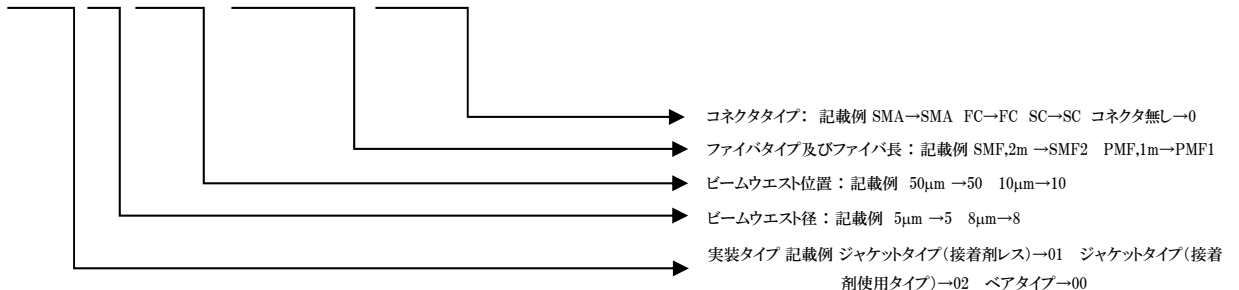 コネクタタイプ： 記載例 SMA→SMA FC→FC SC→SC コネクタ無し→0
ファイバタイプ及びファイバ長：記載例 SMF,2m →SMF2 PMF,1m→PMF1
ビームウエスト位置：記載例 50μm →50 10μm→10
ビームウエスト径：記載例 5μm →5 8μm→8
実装タイプ 記載例 ジャケットタイプ（接着剤レス）→01 ジャケットタイプ（接着
剤使用タイプ）→02 ベアタイプ→00